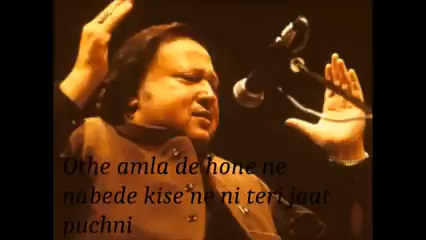 Othe amla de hone ne
nabede kise ne ni teri jaat
puchni